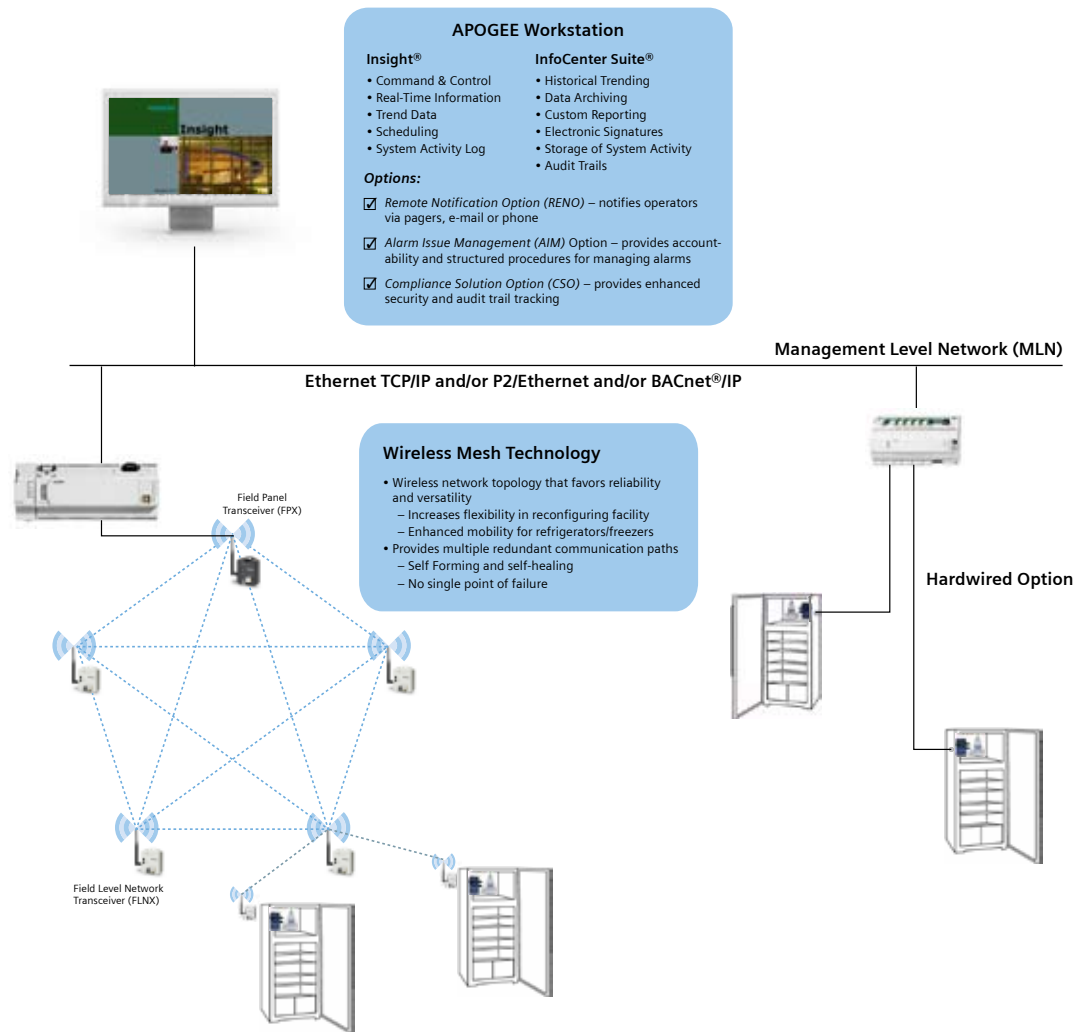 APOGEE Workstation
Insight®
• Command & Control
• Real-Time Information
• Trend Data
• Scheduling
• System Activity Log
InfoCenter Suite®
• Historical Trending
• Data Archiving
• Custom Reporting
• Electronic Signatures
• Storage of System Activity
• Audit Trails
Options:
☑ Remote Notification Option (RENO) – notifies operators
via pagers, e-mail or phone
☑ Alarm Issue Management (AIM) Option – provides account-
ability and structured procedures for managing alarms
☑ Compliance Solution Option (CSO) – provides enhanced
security and audit trail tracking
Insight
Management Level Network (MLN)
Ethernet TCP/IP and/or P2/Ethernet and/or BACnet®/IP
Wireless Mesh Technology
• Wireless network topology that favors reliability
and versatility
– Increases flexibility in reconfiguring facility
– Enhanced mobility for refrigerators/freezers
• Provides multiple redundant communication paths
– Self Forming and self-healing
– No single point of failure
Field Panel
Transceiver (FPX)
Hardwired Option
Field Level Network
Transceiver (FLNX)